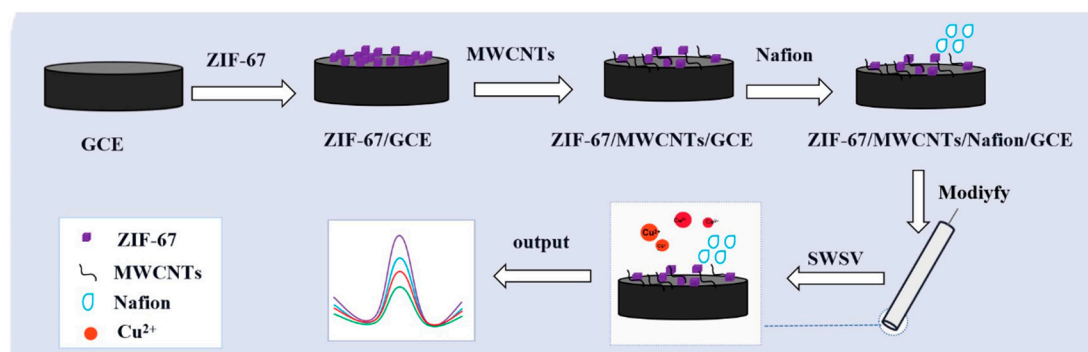 ZIF-67
MWCNTs
Nafion
GCE
ZIF-67/GCE
ZIF-67/MWCNTs/GCE
ZIF-67/MWCNTs/Nafion/GCE
Modiyfy
ZIF-67
MWCNTs
Nafion
Cu²⁺
output
Cu²⁺
SWSV